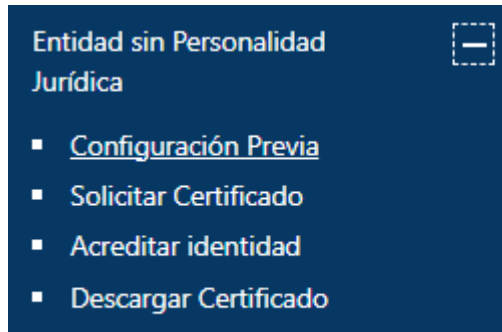 Entidad sin Personalidad
Jurídica
Configuración Previa
Solicitar Certificado
Acreditar identidad
Descargar Certificado